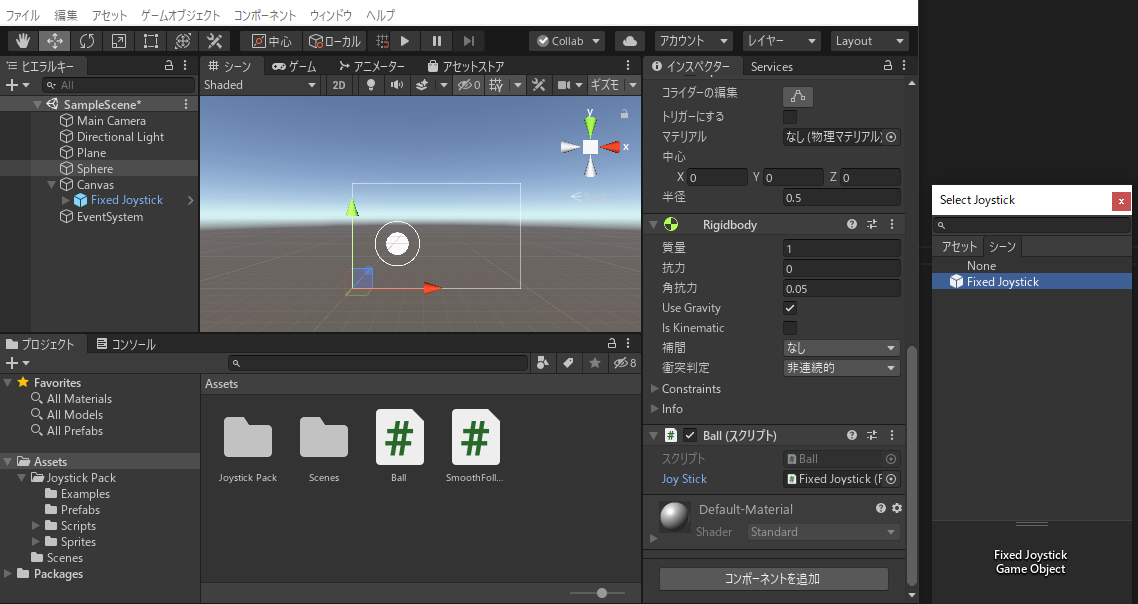 ファイル 編集 アセット ゲームオブジェクト コンポーネント ウィンドウ ヘルプ
中心 ローカル Collab アカウント レイヤー Layout
ヒエラルキー
All
SampleScene*
Main Camera
Directional Light
Plane
Sphere
Canvas
Fixed Joystick
EventSystem
シーン ゲーム アニメーター アセットストア
Shaded 2D 0 ギズモ
y
x
インスペクター Services
コライダーの編集
トリガーにする
マテリアル なし (物理マテリアル)
中心
X 0 Y 0 Z 0
半径 0.5
Rigidbody
質量 1
抗力 0
角抗力 0.05
Use Gravity
Is Kinematic
補間 なし
衝突判定 非連続的
Constraints
Info
# Ball (スクリプト)
スクリプト # Ball
Joy Stick # Fixed Joystick (F
Default-Material
Shader Standard
コンポーネントを追加
プロジェクト コンソール
8
Favorites
All Materials
All Models
All Prefabs
Assets
Joystick Pack
Examples
Prefabs
Scripts
Sprites
Scenes
Packages
Assets
# #
Joystick Pack Scenes Ball SmoothFoll...
Select Joystick x
アセット シーン
None
Fixed Joystick
Fixed Joystick
Game Object